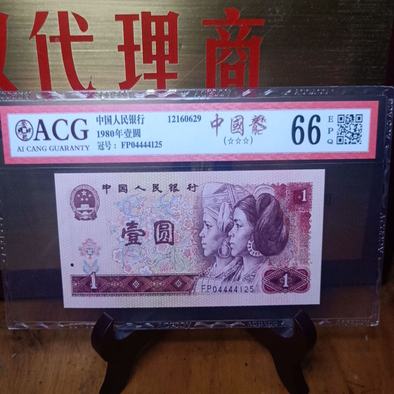 代理商
ACG
AI CANG GUARANTY
中国人民银行 12160629
1980年壹圆
冠号：FP04444125
中國
(☆☆☆)
66
EPQ
中国人民银行
1
壹圆
1
1
FP04444125